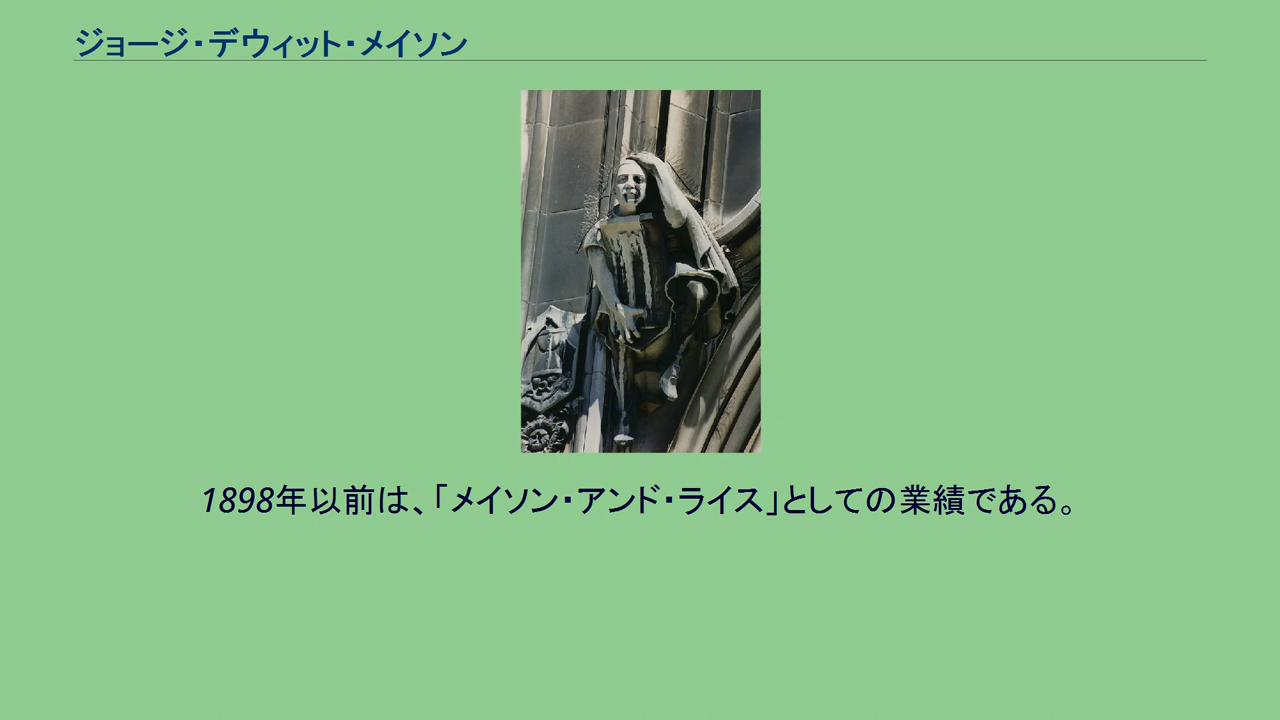 ジョージ・デウィット・メイソン
1898年以前は、「メイソン・アンド・ライス」としての業績である。